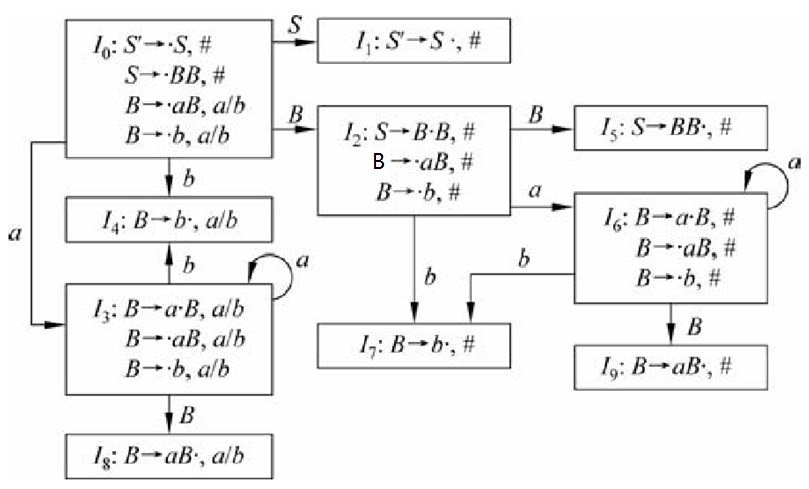 I₀: S′→·S, #
S→·BB, #
B→·aB, a/b
B→·b, a/b
S
I₁: S′→S·, #
B
I₂: S→B·B, #
B→·aB, #
B→·b, #
B
I₅: S→BB·, #
a
b
I₄: B→b·, a/b
a
I₆: B→a·B, #
B→·aB, #
B→·b, #
a
b
a
I₃: B→a·B, a/b
B→·aB, a/b
B→·b, a/b
b
b
I₇: B→b·, #
B
I₉: B→aB·, #
B
I₈: B→aB·, a/b